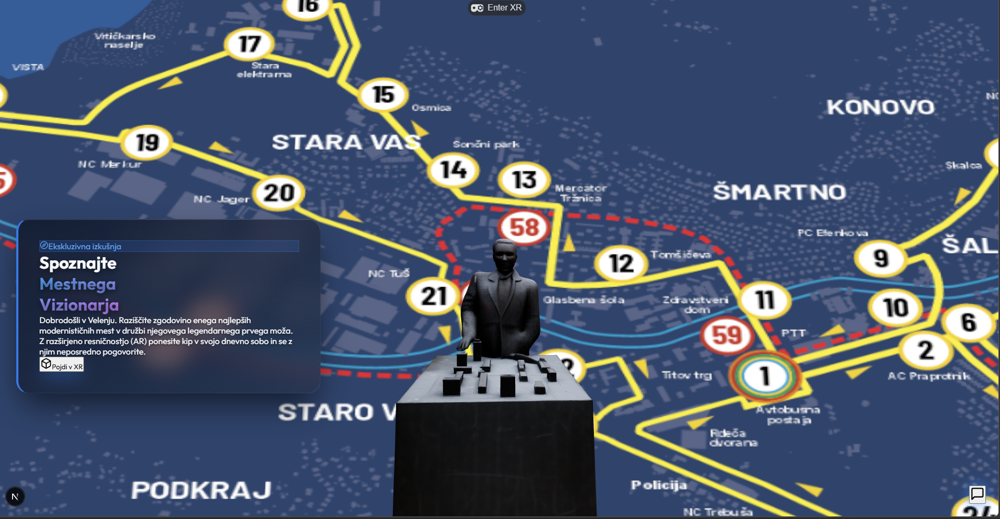 16
Enter XR
Vrtičkarsko
naselje
17
VISTA
Stara
elektrarna
15
Osmica
KONOVO
19
STARA VAS
Sončni park
NC Merkur
14
13
Skalca
20
Mercator
Tržnica
ŠMARTNO
NC Jager
58
PC Efenkova
ŠAL
Ekskluzivna izkušnja
Spoznajte
Mestnega
Vizionarja
Dobrodošli v Velenju. Raziščite zgodovino enega najlepših
modernističnih mest v družbi njegovega legendarnega prvega moža.
Z razširjeno resničnostjo (AR) ponesite kip v svojo dnevno sobo in se z
njim neposredno pogovorite.
Pojdi v XR
12
Tomšičeva
9
NC Tuš
21
Glasbena šola
Zdravstveni
dom
11
10
6
59
PTT
2
Titov trg
1
AC Praprotnik
STARO V
Avtobusna
postaja
Rdeča
dvorana
PODKRAJ
Policija
N
NC Trebuša
24